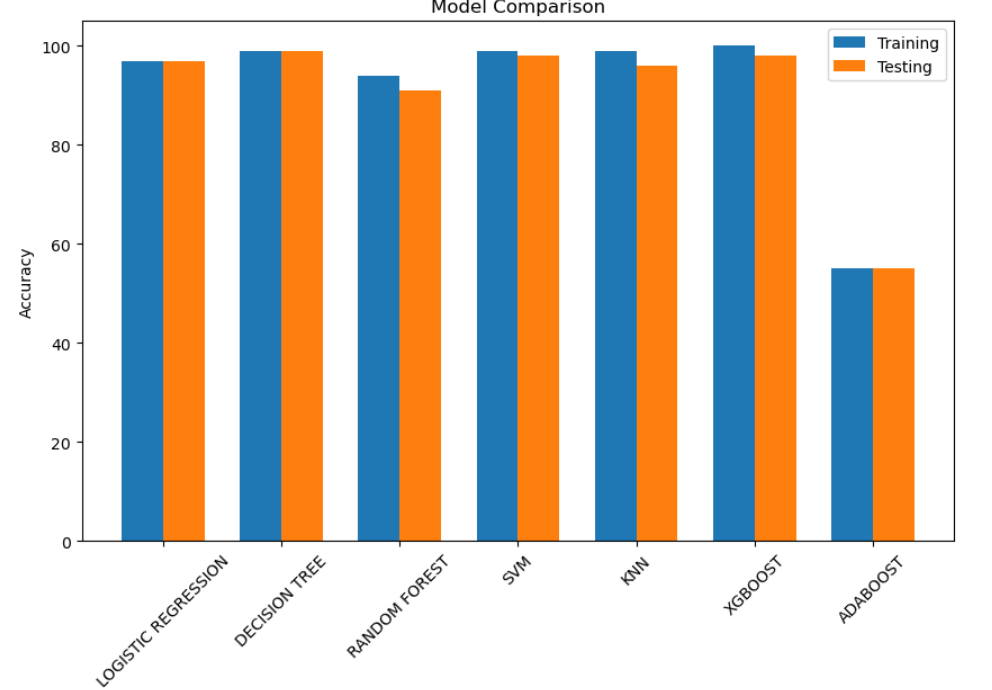 Model Comparison
Training
Testing
100
80
60
40
20
0
Accuracy
LOGISTIC REGRESSION
DECISION TREE
RANDOM FOREST
SVM
KNN
XGBOOST
ADABOOST